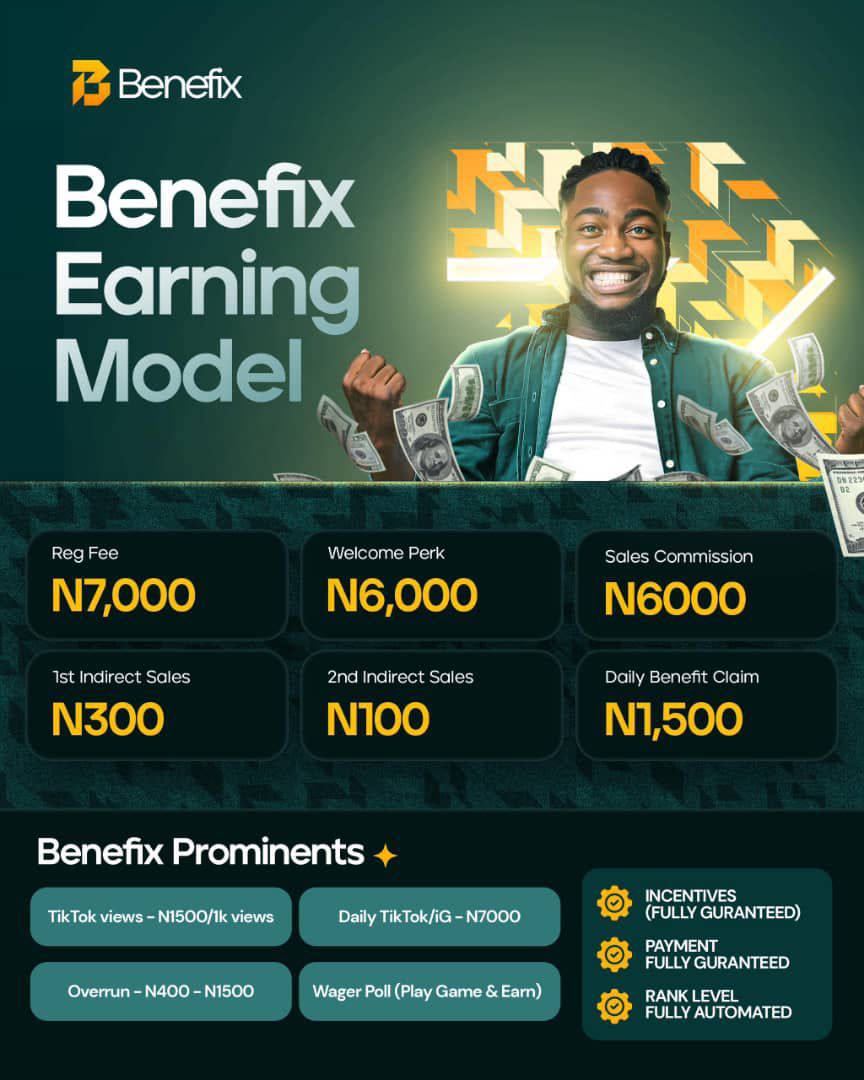 Benefix
Benefix
Earning
Model
Reg Fee
N7,000
Welcome Perk
N6,000
Sales Commission
N6000
1st Indirect Sales
N300
2nd Indirect Sales
N100
Daily Benefit Claim
N1,500
Benefix Prominents
TikTok views - N1500/1k views
Daily TikTok/iG - N7000
Overrun - N400 - N1500
Wager Poll (Play Game & Earn)
INCENTIVES
(FULLY GURANTEED)
PAYMENT
FULLY GURANTEED
RANK LEVEL
FULLY AUTOMATED